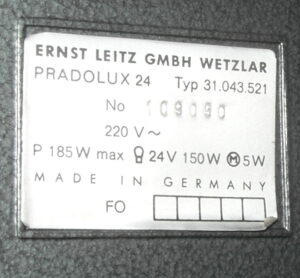 ERNST LEITZ GMBH WETZLAR
PRADOLUX 24 Typ 31.043.521
No 109090
220 V ~
P 185 W max 24V 150W Ⓜ 5W
MADE IN GERMANY
FO